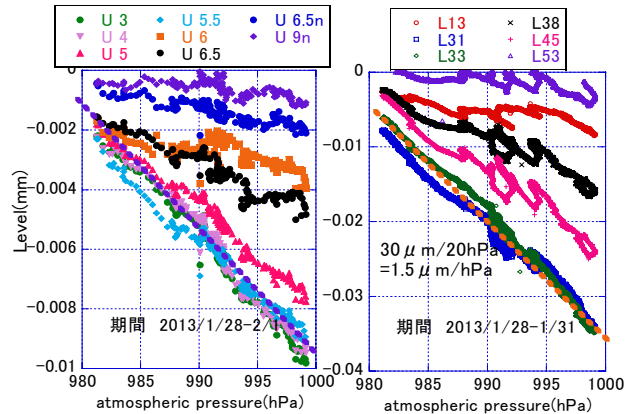 U 3 U 5.5 U 6.5n
U 4 U 6 U 9n
U 5 U 6.5
L13 L38
L31 L45
L33 L53
Level(mm)
0
−0.002
−0.004
−0.006
−0.008
−0.01
期間 2013/1/28−2/1
980 985 990 995 1000
atmospheric pressure(hPa)
0
−0.01
−0.02
−0.03
−0.04
30μm/20hPa
=1.5μm/hPa
期間 2013/1/28−1/31
980 985 990 995 1000
atmospheric pressure(hPa)